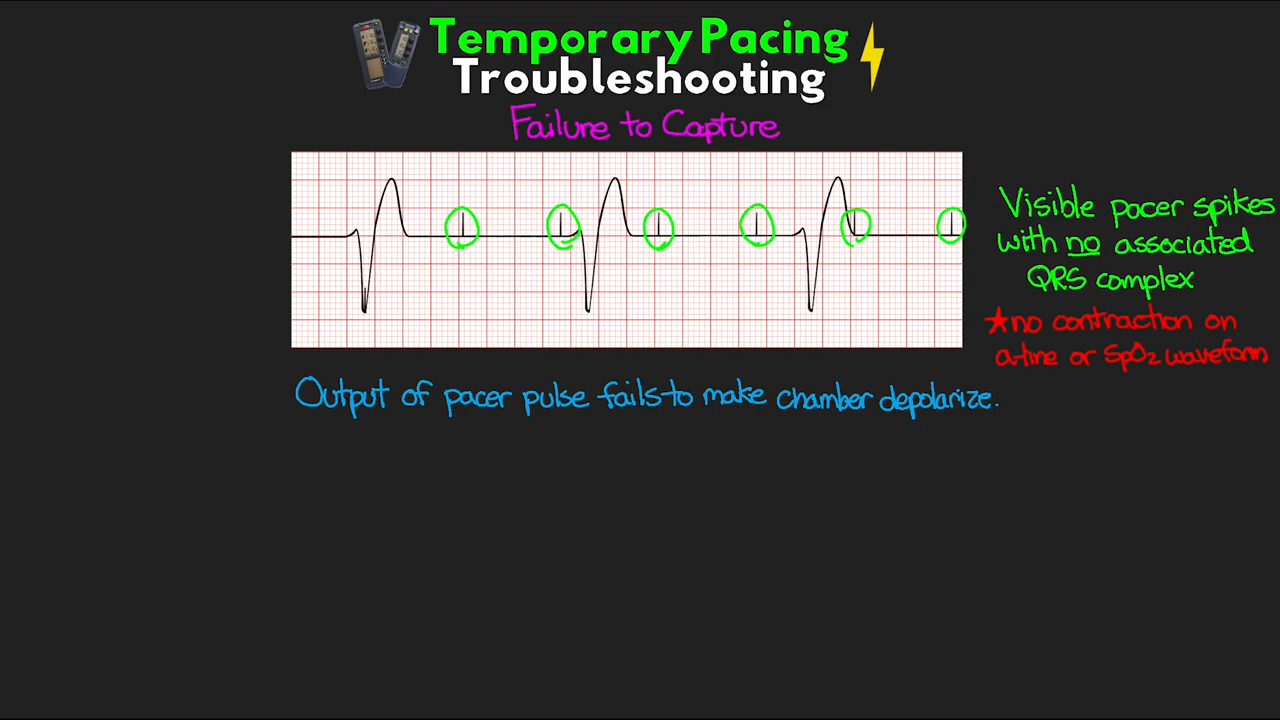 Temporary Pacing
Troubleshooting
Failure to Capture
Visible pacer spikes
with no associated
QRS complex
★no contraction on
a-line or SpO₂ waveform
Output of pacer pulse fails to make chamber depolarize.